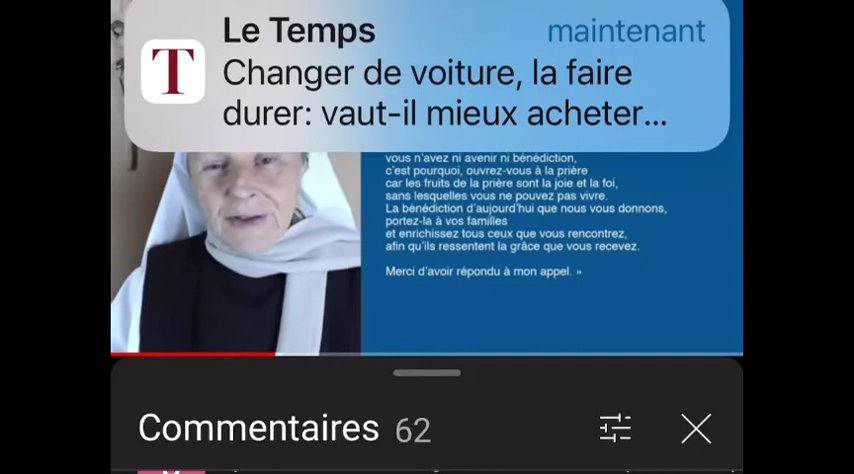 Le Temps
maintenant
T
Changer de voiture, la faire
durer: vaut-il mieux acheter...
vous n'avez ni avenir ni bénédiction,
c'est pourquoi, ouvrez-vous à la prière
car les fruits de la prière sont la joie et la foi,
sans lesquelles vous ne pouvez pas vivre.
La bénédiction d'aujourd'hui que nous vous donnons,
portez-la à vos familles
et enrichissez tous ceux que vous rencontrez,
afin qu'ils ressentent la grâce que vous recevez.
Merci d'avoir répondu à mon appel. »
Commentaires 62